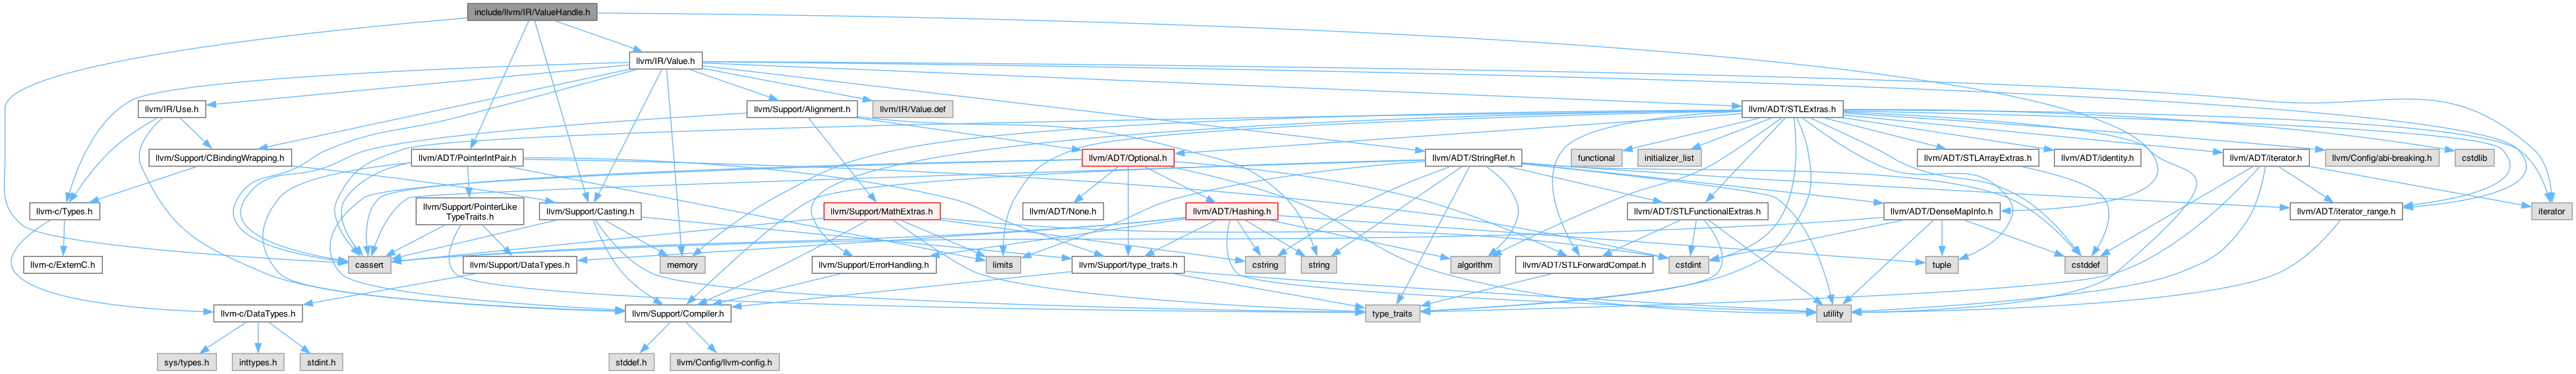 include/llvm/IR/ValueHandle.h
llvm/IR/Value.h
llvm/IR/Use.h
llvm/Support/Alignment.h
llvm/IR/Value.def
llvm/ADT/STLExtras.h
llvm/Support/CBindingWrapping.h
llvm/ADT/PointerIntPair.h
llvm/ADT/Optional.h
llvm/ADT/StringRef.h
functional
initializer_list
llvm/ADT/STLArrayExtras.h
llvm/ADT/identity.h
llvm/ADT/iterator.h
llvm/Config/abi-breaking.h
cstdlib
llvm-c/Types.h
llvm/Support/PointerLike
TypeTraits.h
llvm/Support/Casting.h
llvm/Support/MathExtras.h
llvm/ADT/None.h
llvm/ADT/Hashing.h
llvm/ADT/STLFunctionalExtras.h
llvm/ADT/DenseMapInfo.h
llvm/ADT/iterator_range.h
iterator
llvm-c/ExternC.h
cassert
llvm/Support/DataTypes.h
memory
llvm/Support/ErrorHandling.h
limits
llvm/Support/type_traits.h
cstring
string
algorithm
llvm/ADT/STLForwardCompat.h
cstdint
tuple
cstddef
llvm-c/DataTypes.h
llvm/Support/Compiler.h
type_traits
utility
sys/types.h
inttypes.h
stdint.h
stddef.h
llvm/Config/llvm-config.h